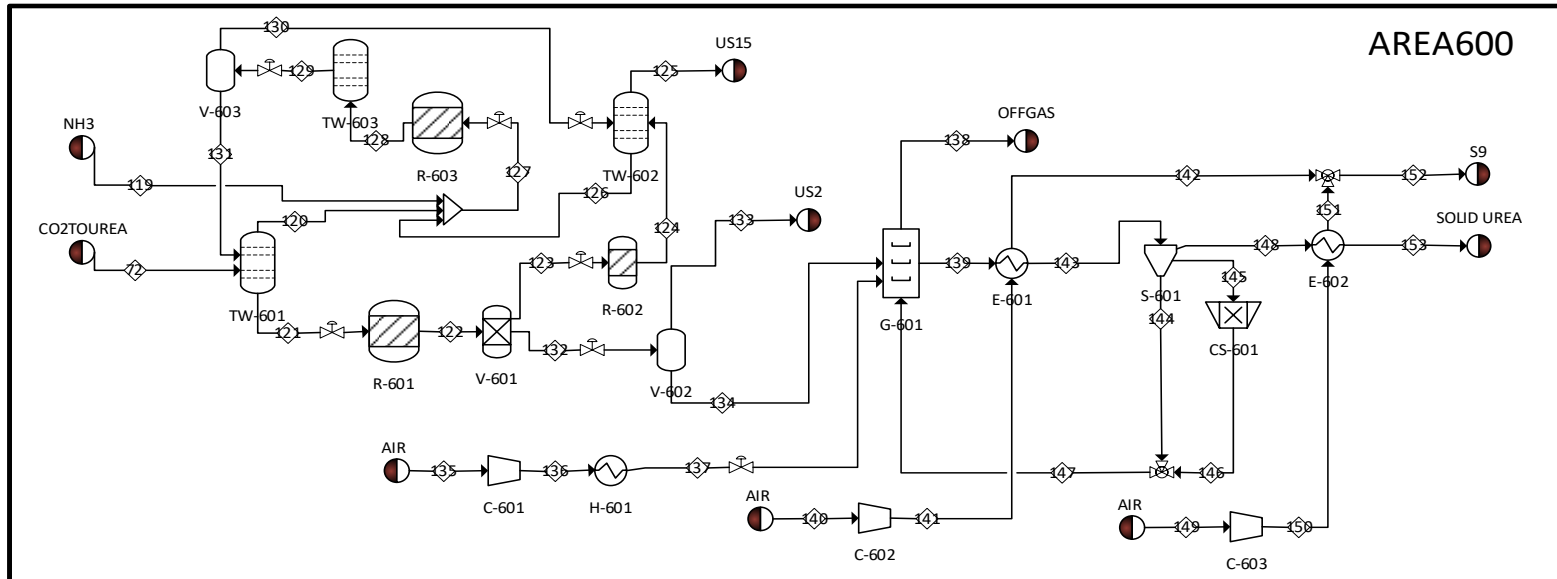 AREA600
130
US15
129
125
V-603
TW-603
OFFGAS
NH3
128
138
131
R-603
127
TW-602
142
152
S9
119
126
US2
151
120
133
SOLID UREA
CO2TOUREA
124
143
148
153
72
123
139
145
G-601
E-601
S-601
E-602
TW-601
R-602
144
121
122
132
CS-601
R-601
V-601
V-602
134
AIR
135
136
137
147
146
C-601
H-601
AIR
AIR
140
141
149
150
C-602
C-603